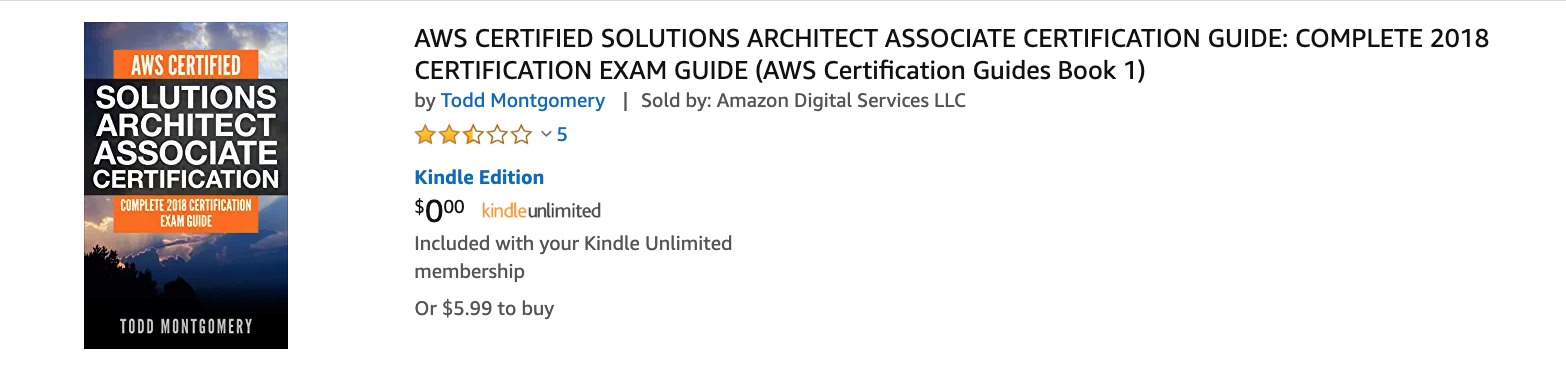 AWS CERTIFIED
SOLUTIONS
ARCHITECT
ASSOCIATE
CERTIFICATION
COMPLETE 2018 CERTIFICATION
EXAM GUIDE
TODD MONTGOMERY
AWS CERTIFIED SOLUTIONS ARCHITECT ASSOCIATE CERTIFICATION GUIDE: COMPLETE 2018
CERTIFICATION EXAM GUIDE (AWS Certification Guides Book 1)
by Todd Montgomery | Sold by: Amazon Digital Services LLC
5
Kindle Edition
$000 kindleunlimited
Included with your Kindle Unlimited
membership
Or $5.99 to buy